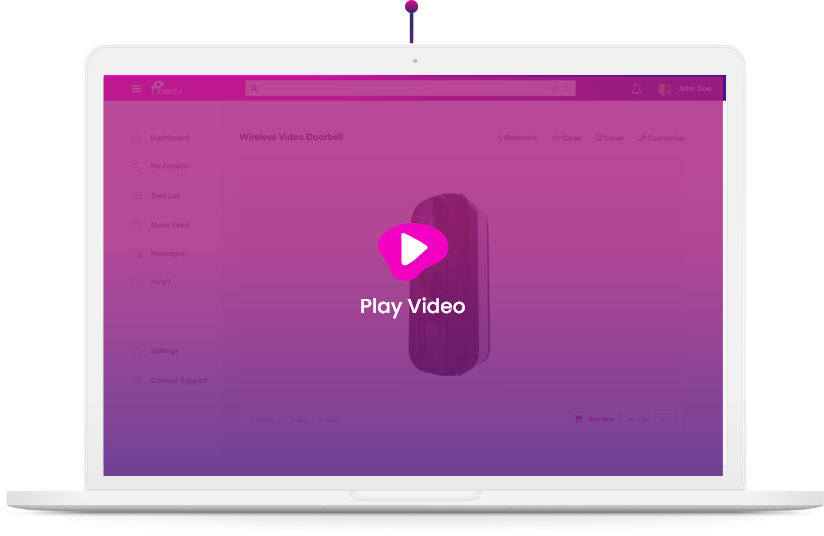 IDEEZA
John Doe
Dashboard
Wireless Video Doorbell
Electronic
Code
Cover
Customize
My Projects
Task List
News Feed
Messages
Help?
Play Video
Settings
Contact Support
Buy now